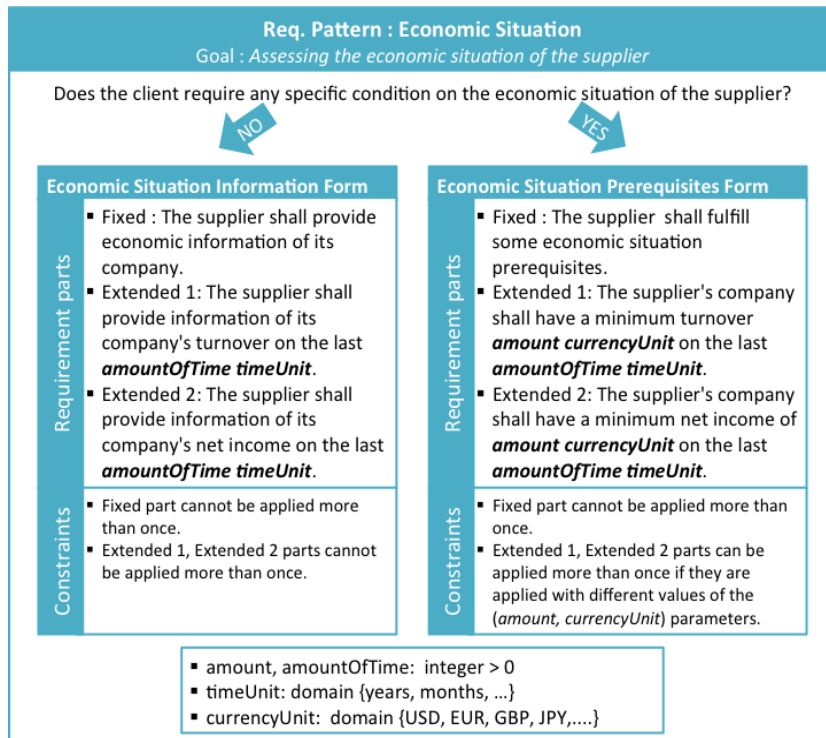 Req. Pattern : Economic Situation
Goal : Assessing the economic situation of the supplier
Does the client require any specific condition on the economic situation of the supplier?
NO
YES
Economic Situation Information Form
Requirement parts
▪ Fixed : The supplier shall provide
economic information of its
company.
▪ Extended 1: The supplier shall
provide information of its
company's turnover on the last
amountOfTime timeUnit.
▪ Extended 2: The supplier shall
provide information of its
company's net income on the last
amountOfTime timeUnit.
Constraints
▪ Fixed part cannot be applied more
than once.
▪ Extended 1, Extended 2 parts cannot
be applied more than once.
Economic Situation Prerequisites Form
Requirement parts
▪ Fixed : The supplier  shall fulfill
some economic situation
prerequisites.
▪ Extended 1: The supplier's company
shall have a minimum turnover
amount currencyUnit on the last
amountOfTime timeUnit.
▪ Extended 2: The supplier's company
shall have a minimum net income of
amount currencyUnit on the last
amountOfTime timeUnit.
Constraints
▪ Fixed part cannot be applied more than
once.
▪ Extended 1, Extended 2 parts can be
applied more than once if they are
applied with different values of the
(amount, currencyUnit) parameters.
▪ amount, amountOfTime:  integer > 0
▪ timeUnit: domain {years, months, …}
▪ currencyUnit:  domain {USD, EUR, GBP, JPY,....}